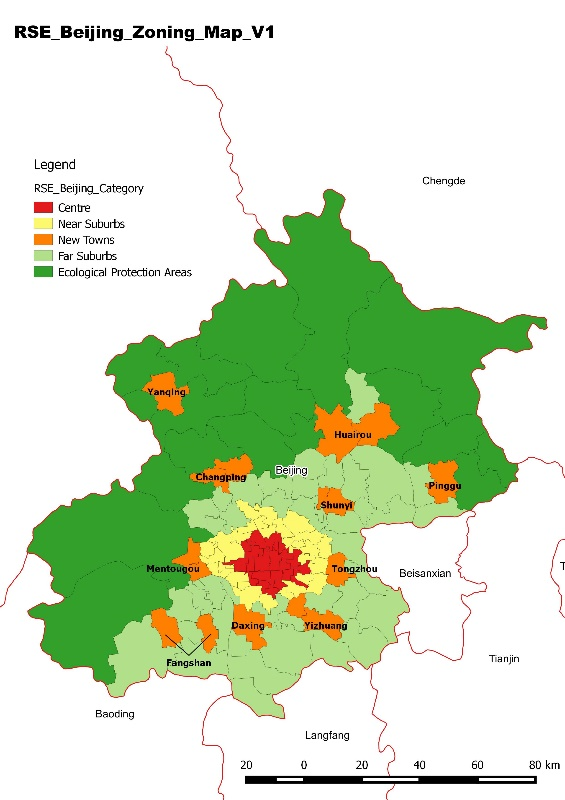 RSE_Beijing_Zoning_Map_V1
Chengde
Legend
RSE_Beijing_Category
Centre
Near Suburbs
New Towns
Far Suburbs
Ecological Protection Areas
Yanqing
Huairou
Beijing
Changping
Pinggu
Shunyi
Mentougou
Tongzhou
Beisanxian
T
Daxing
Yizhuang
Fangshan
Tianjin
Baoding
Langfang
20 0 20 40 60 80 km